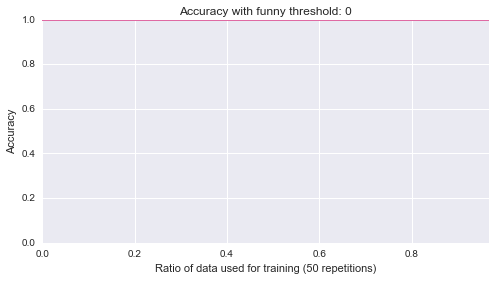 Accuracy with funny threshold: 0
1.0
0.8
0.6
0.4
0.2
0.0
Accuracy
0.0 0.2 0.4 0.6 0.8
Ratio of data used for training (50 repetitions)